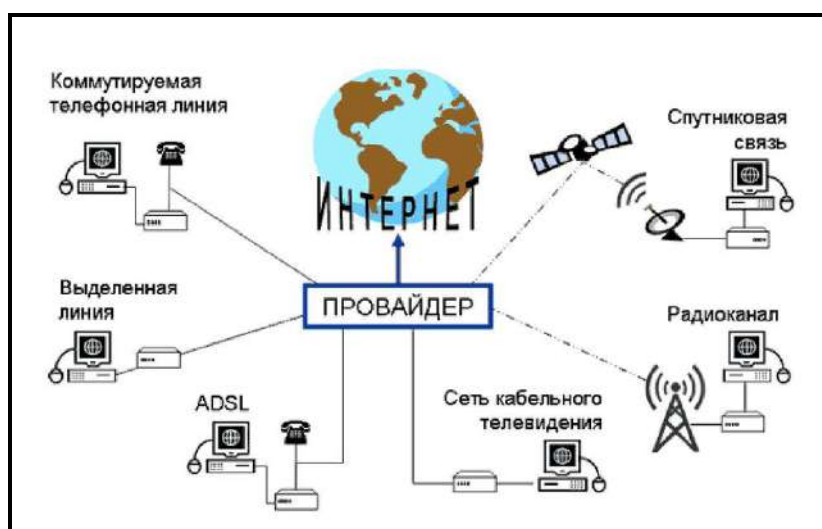 Коммутируемая
телефонная линия
ИНТЕРНЕТ
Спутниковая
связь
Выделенная
линия
ПРОВАЙДЕР
Радиоканал
ADSL
Сеть кабельного
телевидения